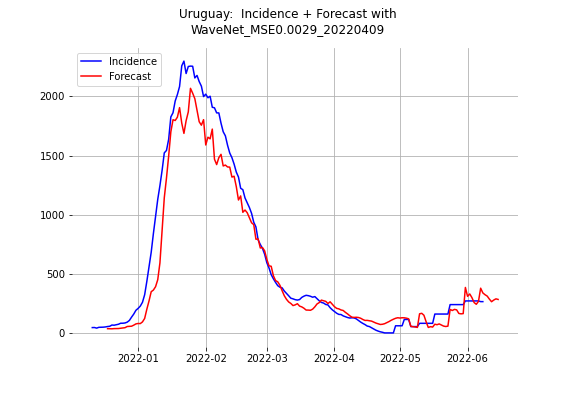 Uruguay:  Incidence + Forecast with
WaveNet_MSE0.0029_20220409
Incidence
Forecast
2000
1500
1000
500
0
2022-01
2022-02
2022-03
2022-04
2022-05
2022-06